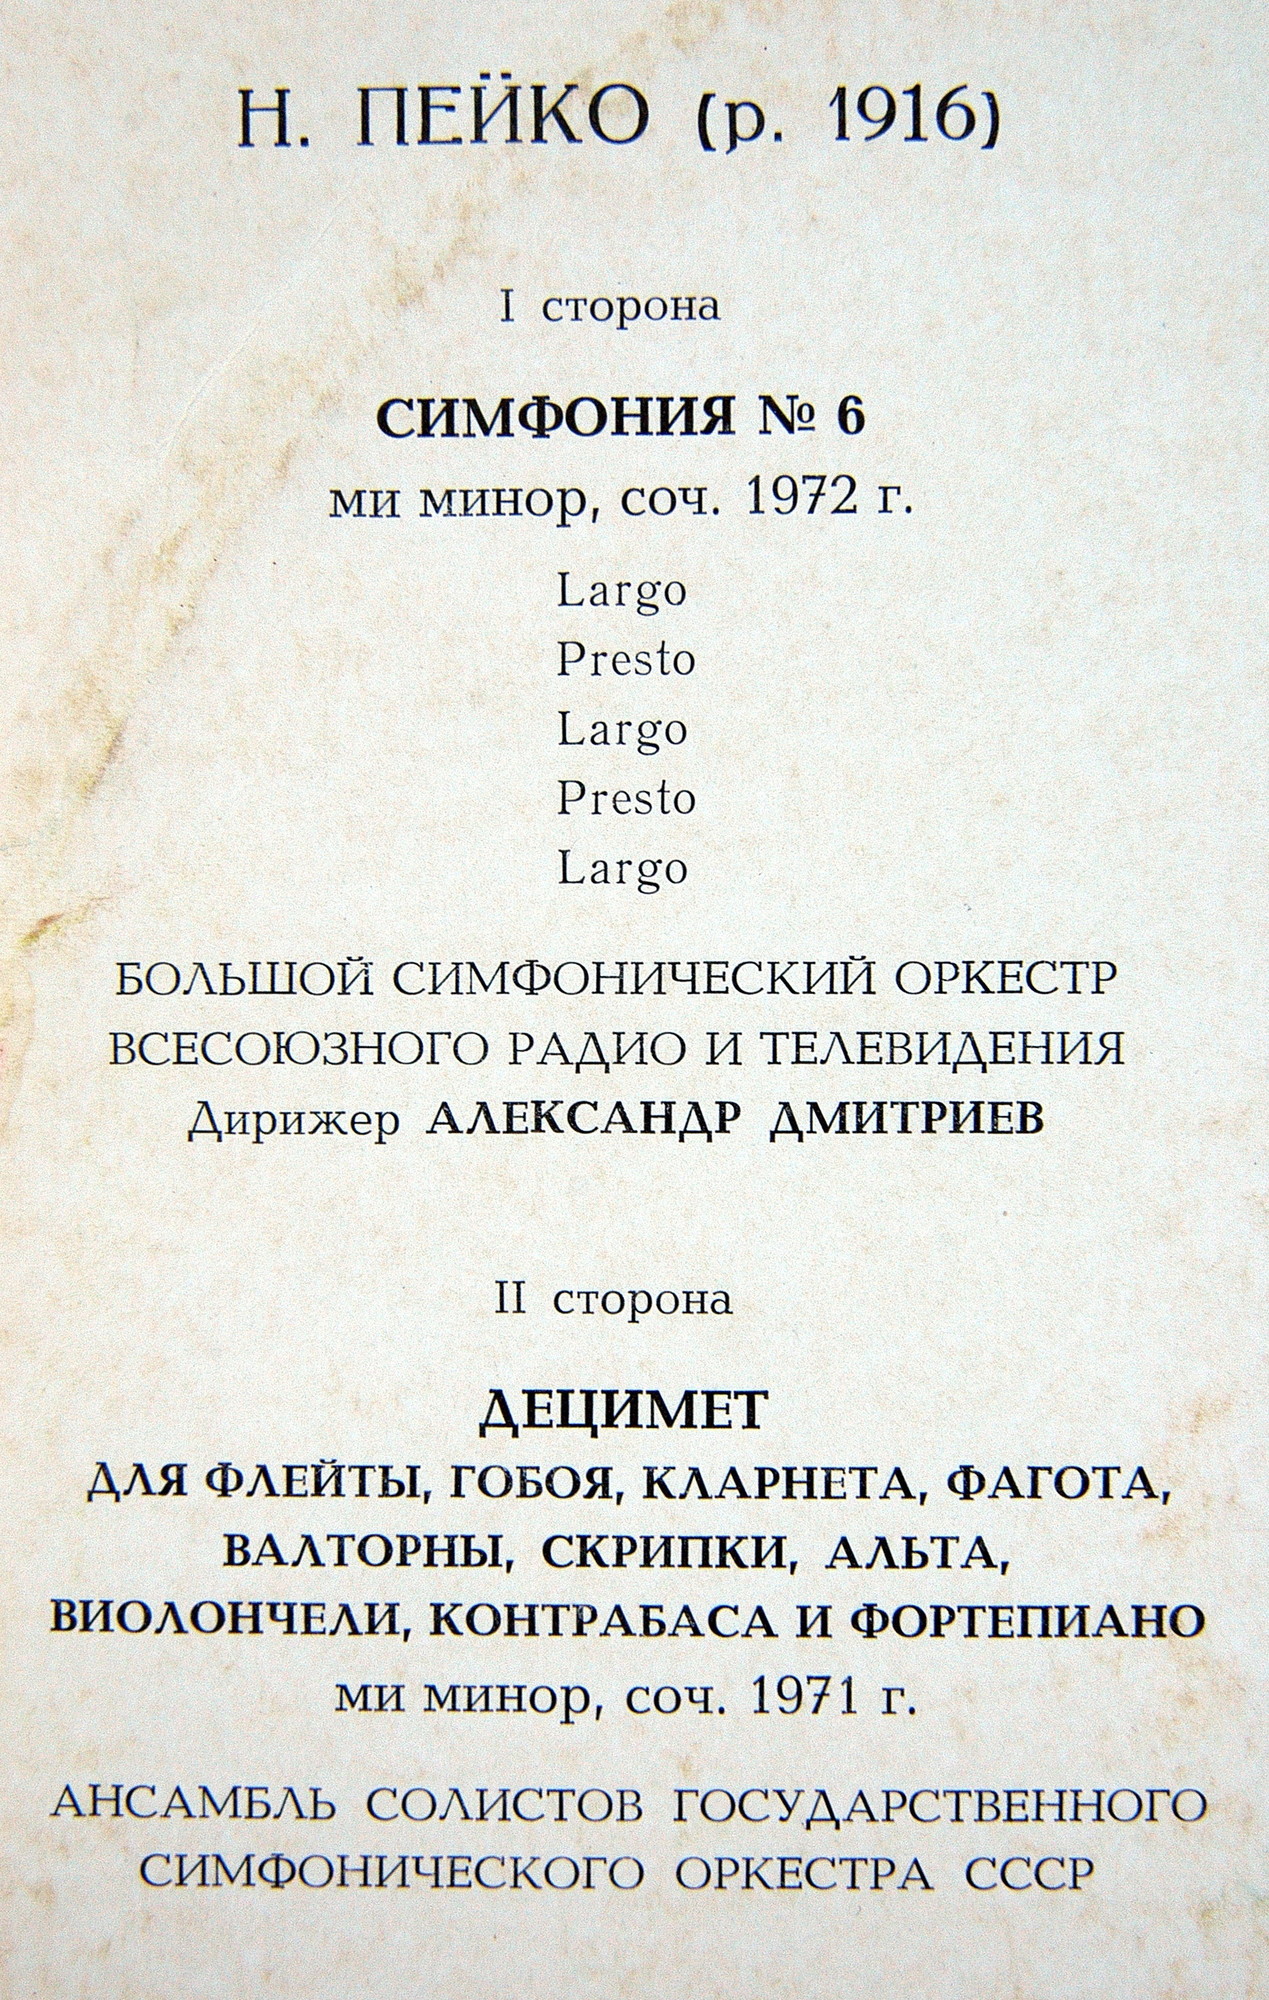 Н. ПЕЙКО (р. 1916)
I сторона
СИМФОНИЯ № 6
ми минор, соч. 1972 г.
Largo
Presto
Largo
Presto
Largo
БОЛЬШОЙ СИМФОНИЧЕСКИЙ ОРКЕСТР
ВСЕСОЮЗНОГО РАДИО И ТЕЛЕВИДЕНИЯ
Дирижер АЛЕКСАНДР ДМИТРИЕВ
II сторона
ДЕЦИМЕТ
ДЛЯ ФЛЕЙТЫ, ГОБОЯ, КЛАРНЕТА, ФАГОТА,
ВАЛТОРНЫ, СКРИПКИ, АЛЬТА,
ВИОЛОНЧЕЛИ, КОНТРАБАСА И ФОРТЕПИАНО
ми минор, соч. 1971 г.
АНСАМБЛЬ СОЛИСТОВ ГОСУДАРСТВЕННОГО
СИМФОНИЧЕСКОГО ОРКЕСТРА СССР